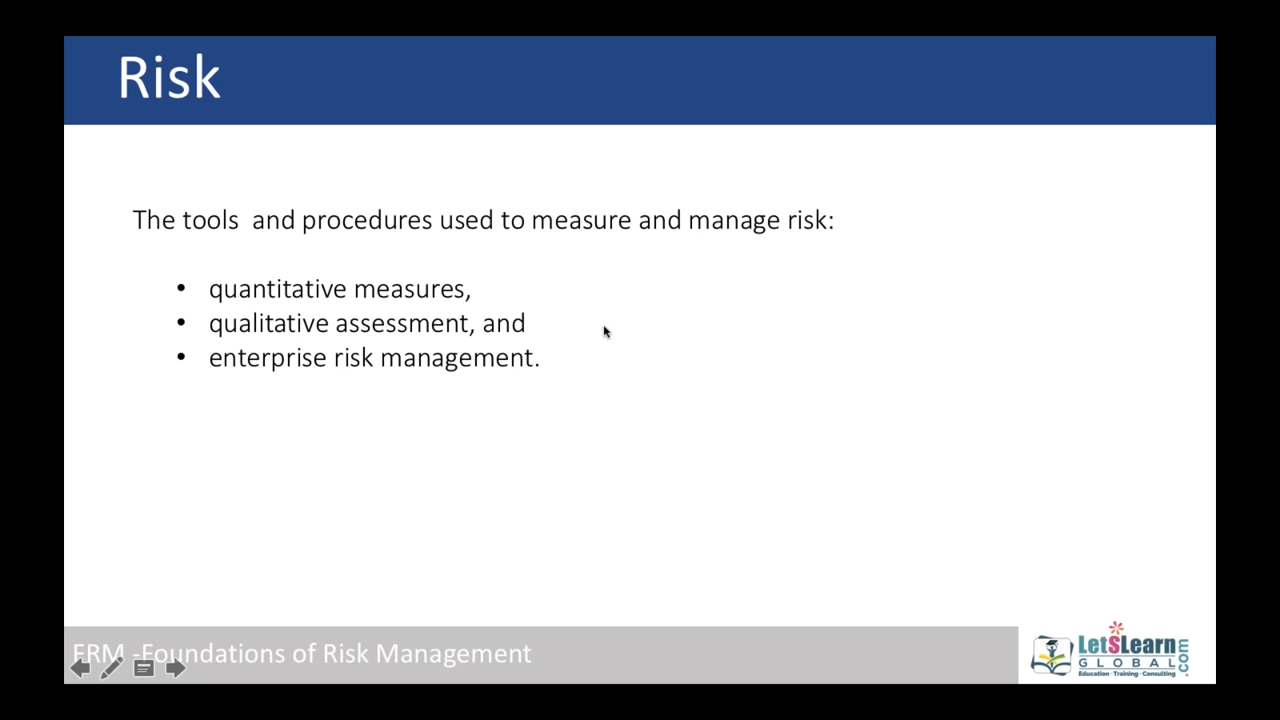 Risk
The tools and procedures used to measure and manage risk:
• quantitative measures,
• qualitative assessment, and
• enterprise risk management.
FRM -Foundations of Risk Management
LetSLearn
GLOBAL
.com
Education · Training · Consulting